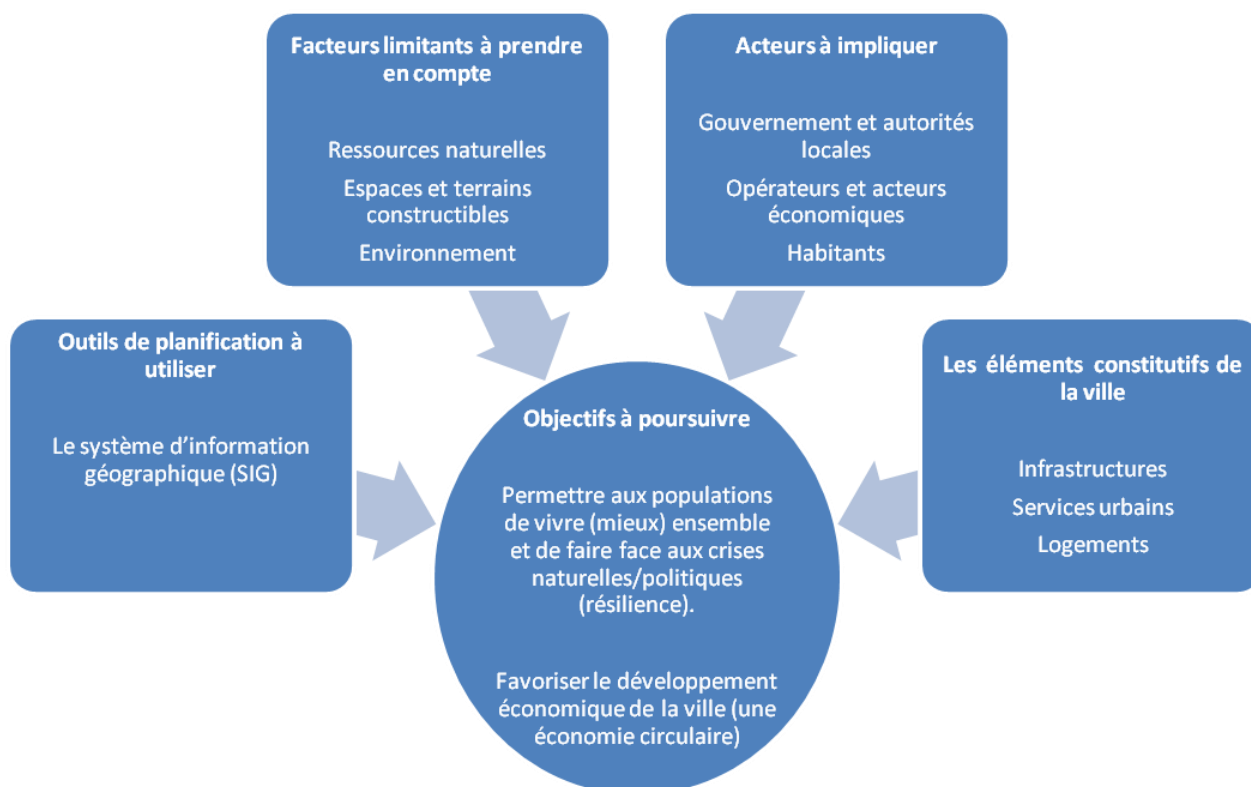 Facteurs limitants à prendre
en compte
Ressources naturelles
Espaces et terrains
constructibles
Environnement
Acteurs à impliquer
Gouvernement et autorités
locales
Opérateurs et acteurs
économiques
Habitants
Outils de planification à
utiliser
Le système d'information
géographique (SIG)
Les éléments constitutifs de
la ville
Infrastructures
Services urbains
Logements
Objectifs à poursuivre
Permettre aux populations
de vivre (mieux) ensemble
et de faire face aux crises
naturelles/politiques
(résilience).
Favoriser le développement
économique de la ville (une
économie circulaire)